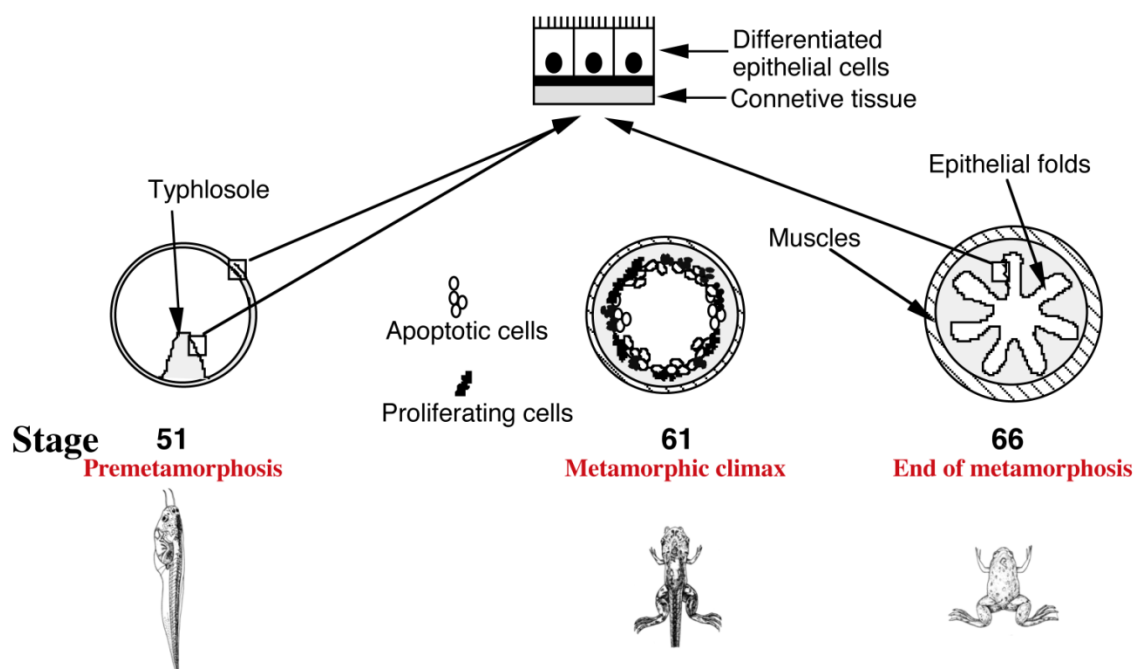 Differentiated
epithelial cells
Connetive tissue
Typhlosole
Epithelial folds
Muscles
Apoptotic cells
Proliferating cells
Stage 51 61 66
Premetamorphosis Metamorphic climax End of metamorphosis